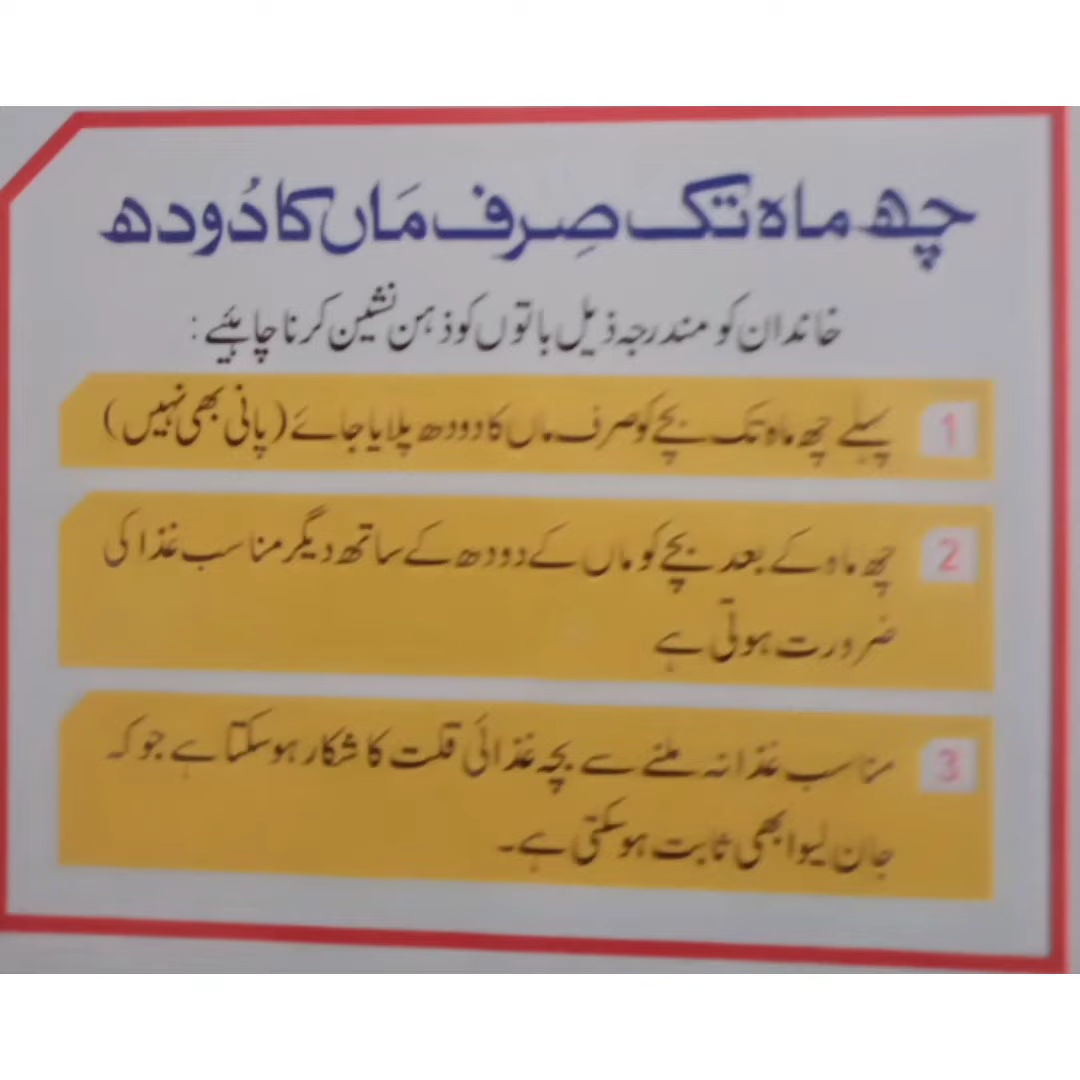 چھ ماہ تک صِرف مَاں کا دُودھ
خاندان کو مندرجہ ذیل باتوں کو ذہن نشین کرنا چاہئیے :
1 پہلے چھ ماہ تک بچے کو صرف ماں کا دودھ پلایا جائے (پانی بھی نہیں)
2 چھ ماہ کے بعد بچے کو ماں کے دودھ کے ساتھ دیگر مناسب غذا کی
ضرورت ہوتی ہے
3 مناسب غذا نہ ملنے سے بچہ غذائی قلت کا شکار ہوسکتا ہے جو کہ
جان لیوا بھی ثابت ہوسکتی ہے۔